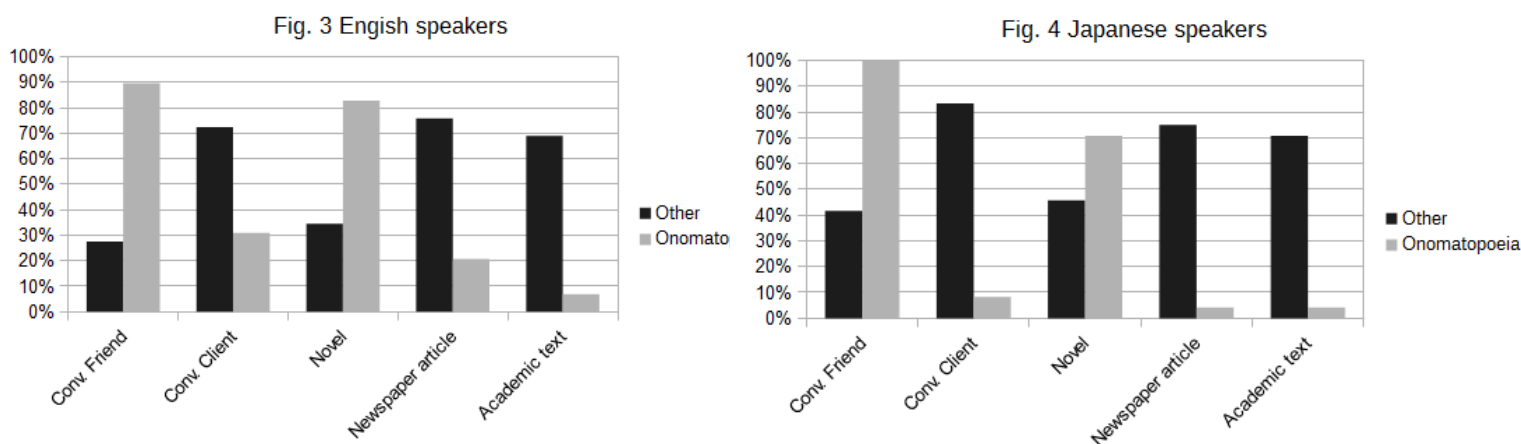 Fig. 3 Engish speakers
100%
90%
80%
70%
60%
50%
40%
30%
20%
10%
0%
Conv. Friend
Conv. Client
Novel
Newspaper article
Academic text
Other
Onomato
Fig. 4 Japanese speakers
100%
90%
80%
70%
60%
50%
40%
30%
20%
10%
0%
Conv. Friend
Conv. Client
Novel
Newspaper article
Academic text
Other
Onomatopoeia